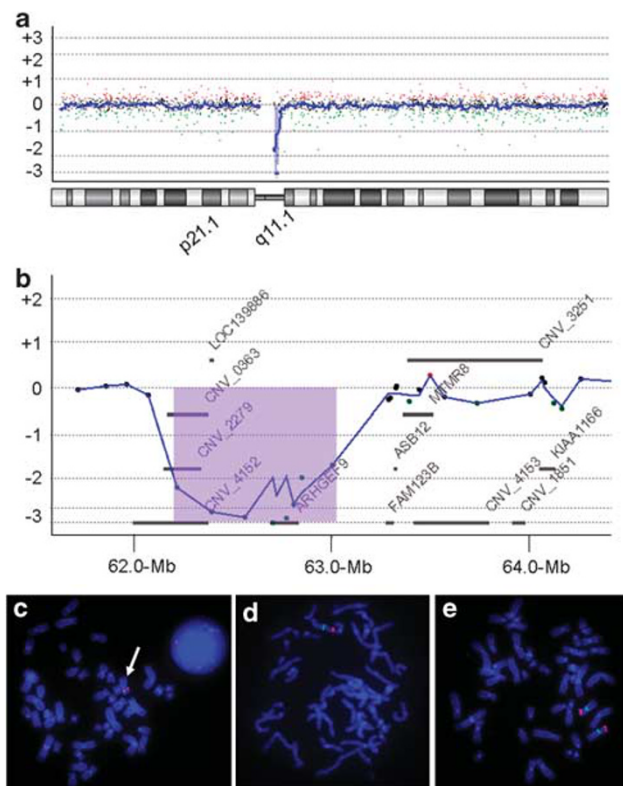 a
+3
+2
+1
0
-1
-2
-3
p21.1
q11.1
b
+2
+1
0
-1
-2
-3
LOC139886
CNV_0363
CNV_2279
CNV_4152
ARHGEF9
CNV_3251
MTMR8
ASB12
FAM123B
KIAA1166
CNV_4153
CNV_1851
62.0-Mb
63.0-Mb
64.0-Mb
c
d
e